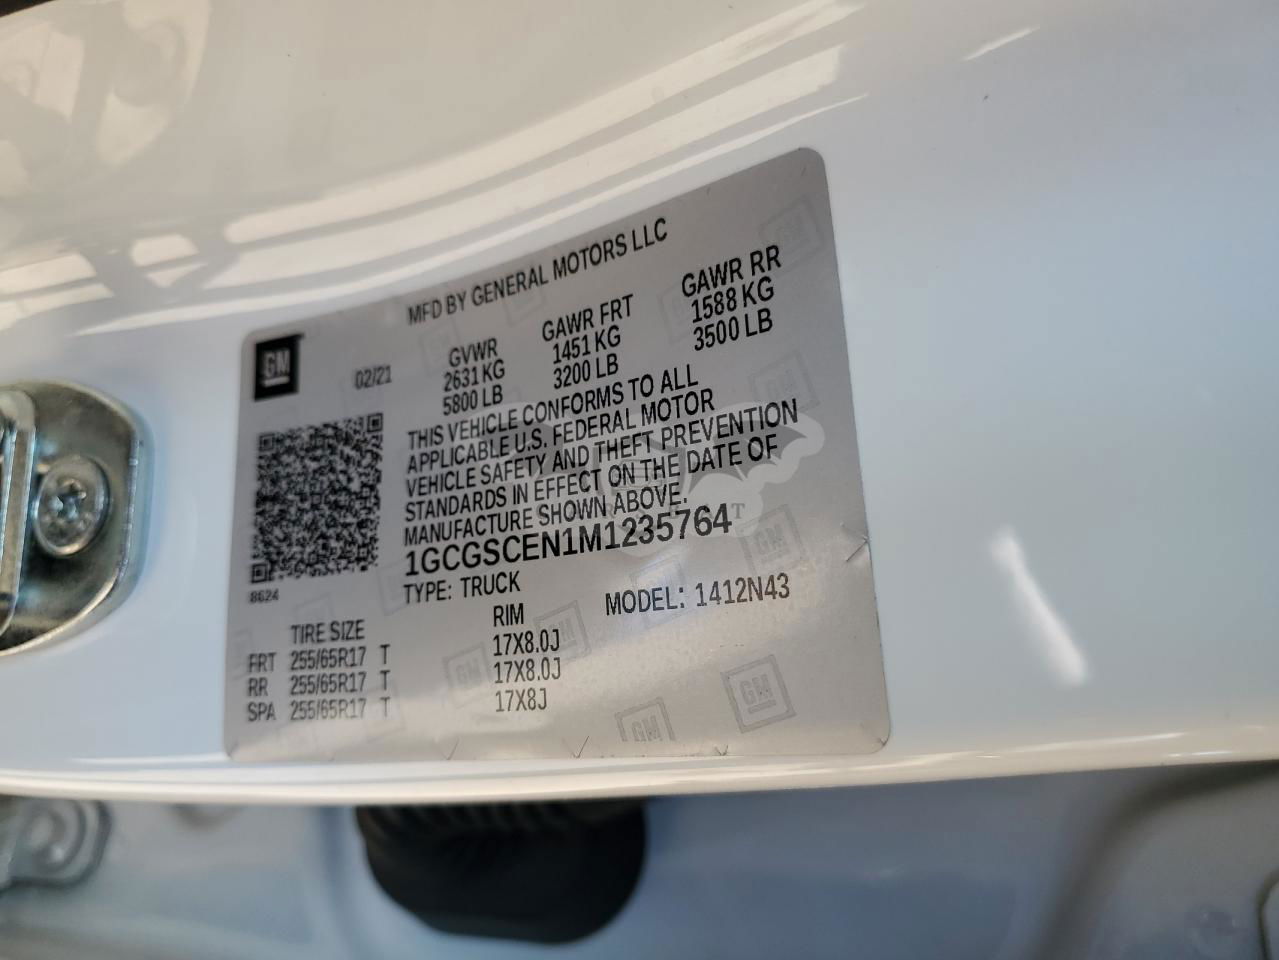 MFD BY GENERAL MOTORS LLC
GM
02/21
GVWR GAWR FRT GAWR RR
2631 KG 1451 KG 1588 KG
5800 LB 3200 LB 3500 LB
THIS VEHICLE CONFORMS TO ALL
APPLICABLE U.S. FEDERAL MOTOR
VEHICLE SAFETY AND THEFT PREVENTION
STANDARDS IN EFFECT ON THE DATE OF
MANUFACTURE SHOWN ABOVE.
1GCGSCEN1M1235764
8624
TYPE: TRUCK MODEL: 1412N43
TIRE SIZE RIM
FRT 255/65R17 T 17X8.0J
RR 255/65R17 T 17X8.0J
SPA 255/65R17 T 17X8J
GM
GM
GM